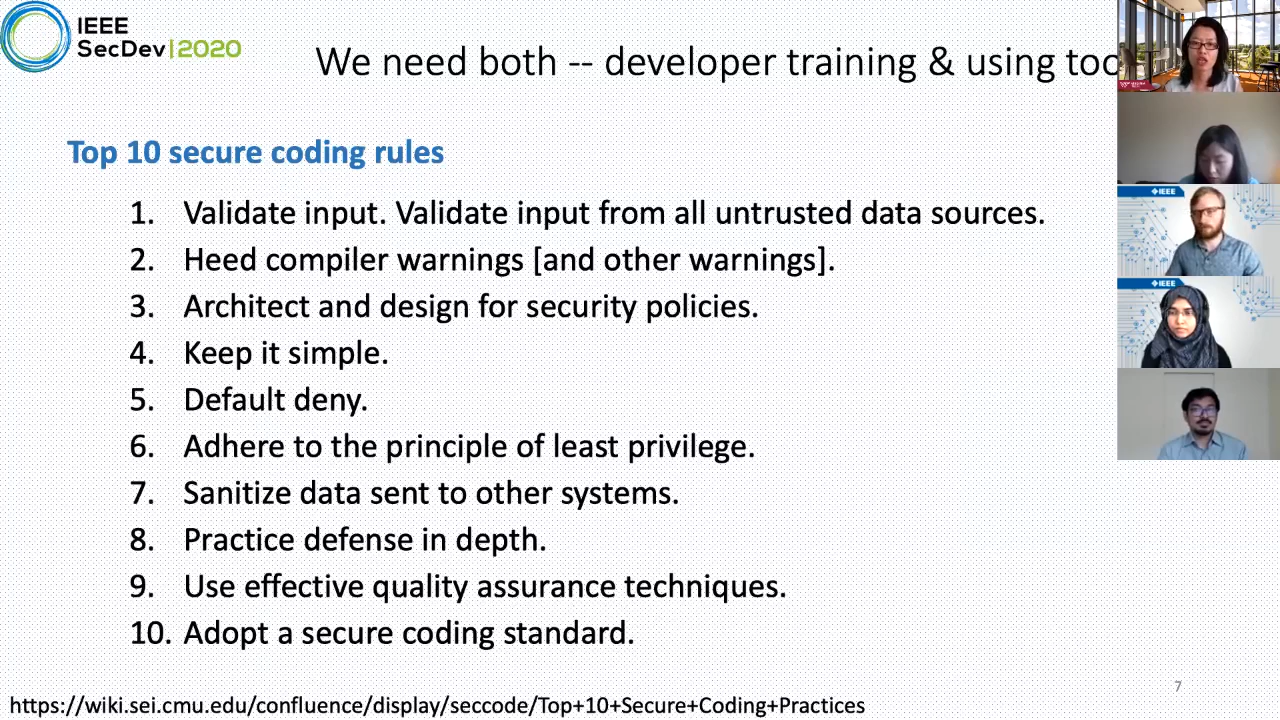 IEEE
SecDev|2020
We need both -- developer training & using too
Top 10 secure coding rules
1. Validate input. Validate input from all untrusted data sources.
2. Heed compiler warnings [and other warnings].
3. Architect and design for security policies.
4. Keep it simple.
5. Default deny.
6. Adhere to the principle of least privilege.
7. Sanitize data sent to other systems.
8. Practice defense in depth.
9. Use effective quality assurance techniques.
10. Adopt a secure coding standard.
7
https://wiki.sei.cmu.edu/confluence/display/seccode/Top+10+Secure+Coding+Practices
IEEE
IEEE